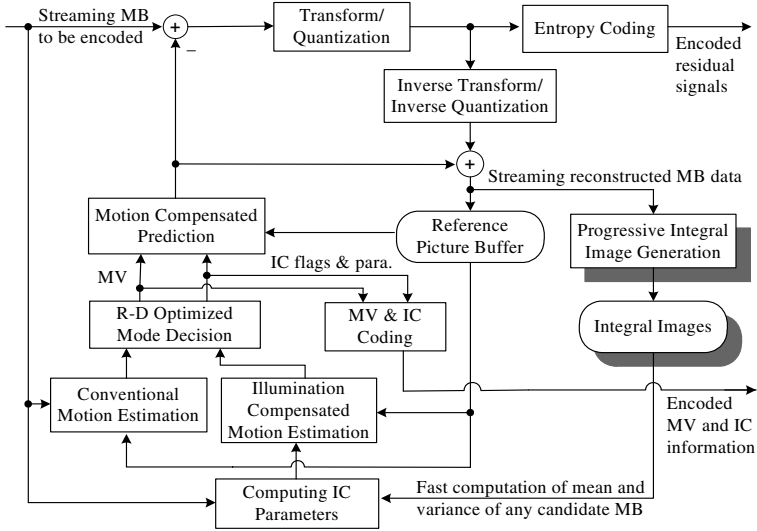 Streaming MB
to be encoded
+
−
Transform/
Quantization
Entropy Coding
Encoded
residual
signals
Inverse Transform/
Inverse Quantization
+
Streaming reconstructed MB data
Motion Compensated
Prediction
Reference
Picture Buffer
Progressive Integral
Image Generation
MV
IC flags & para.
R-D Optimized
Mode Decision
MV & IC
Coding
Integral Images
Conventional
Motion Estimation
Illumination
Compensated
Motion Estimation
Encoded
MV and IC
information
Computing IC
Parameters
Fast computation of mean and
variance of any candidate MB